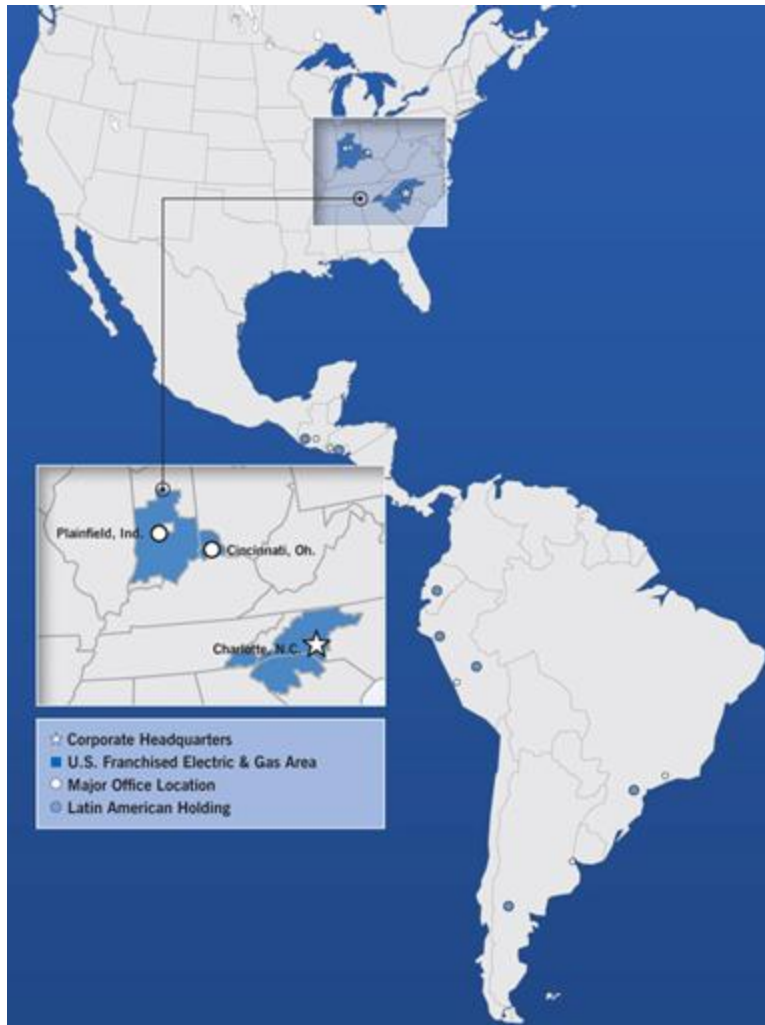 Plainfield, Ind.
Cincinnati, Oh.
Charlotte, N.C.
Corporate Headquarters
U.S. Franchised Electric & Gas Area
Major Office Location
Latin American Holding